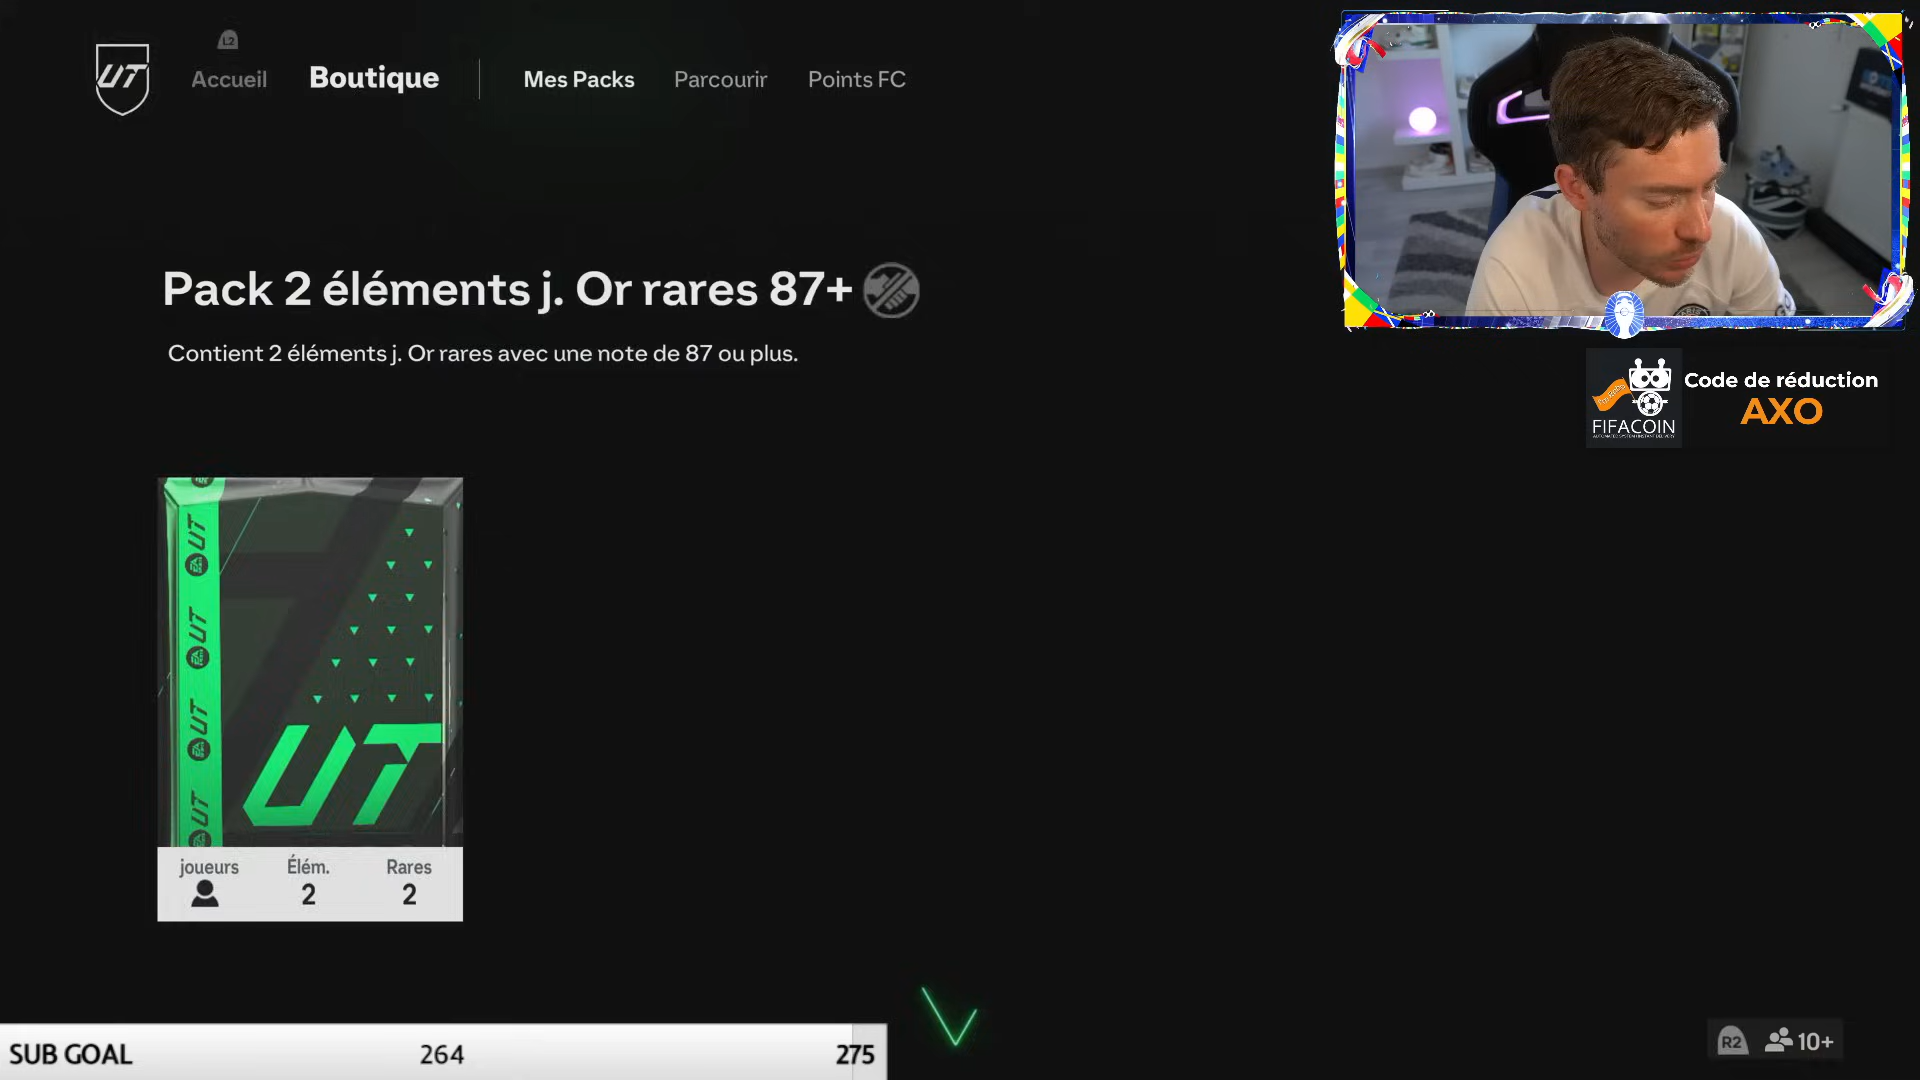 L2
UT
Accueil
Boutique
Mes Packs
Parcourir
Points FC
Pack 2 éléments j. Or rares 87+
Contient 2 éléments j. Or rares avec une note de 87 ou plus.
Code de réduction
AXO
FIFACOIN
UT
UT
UT
UT
UT
joueurs
Élém.
Rares
2
2
SUB GOAL
264
275
R2
10+